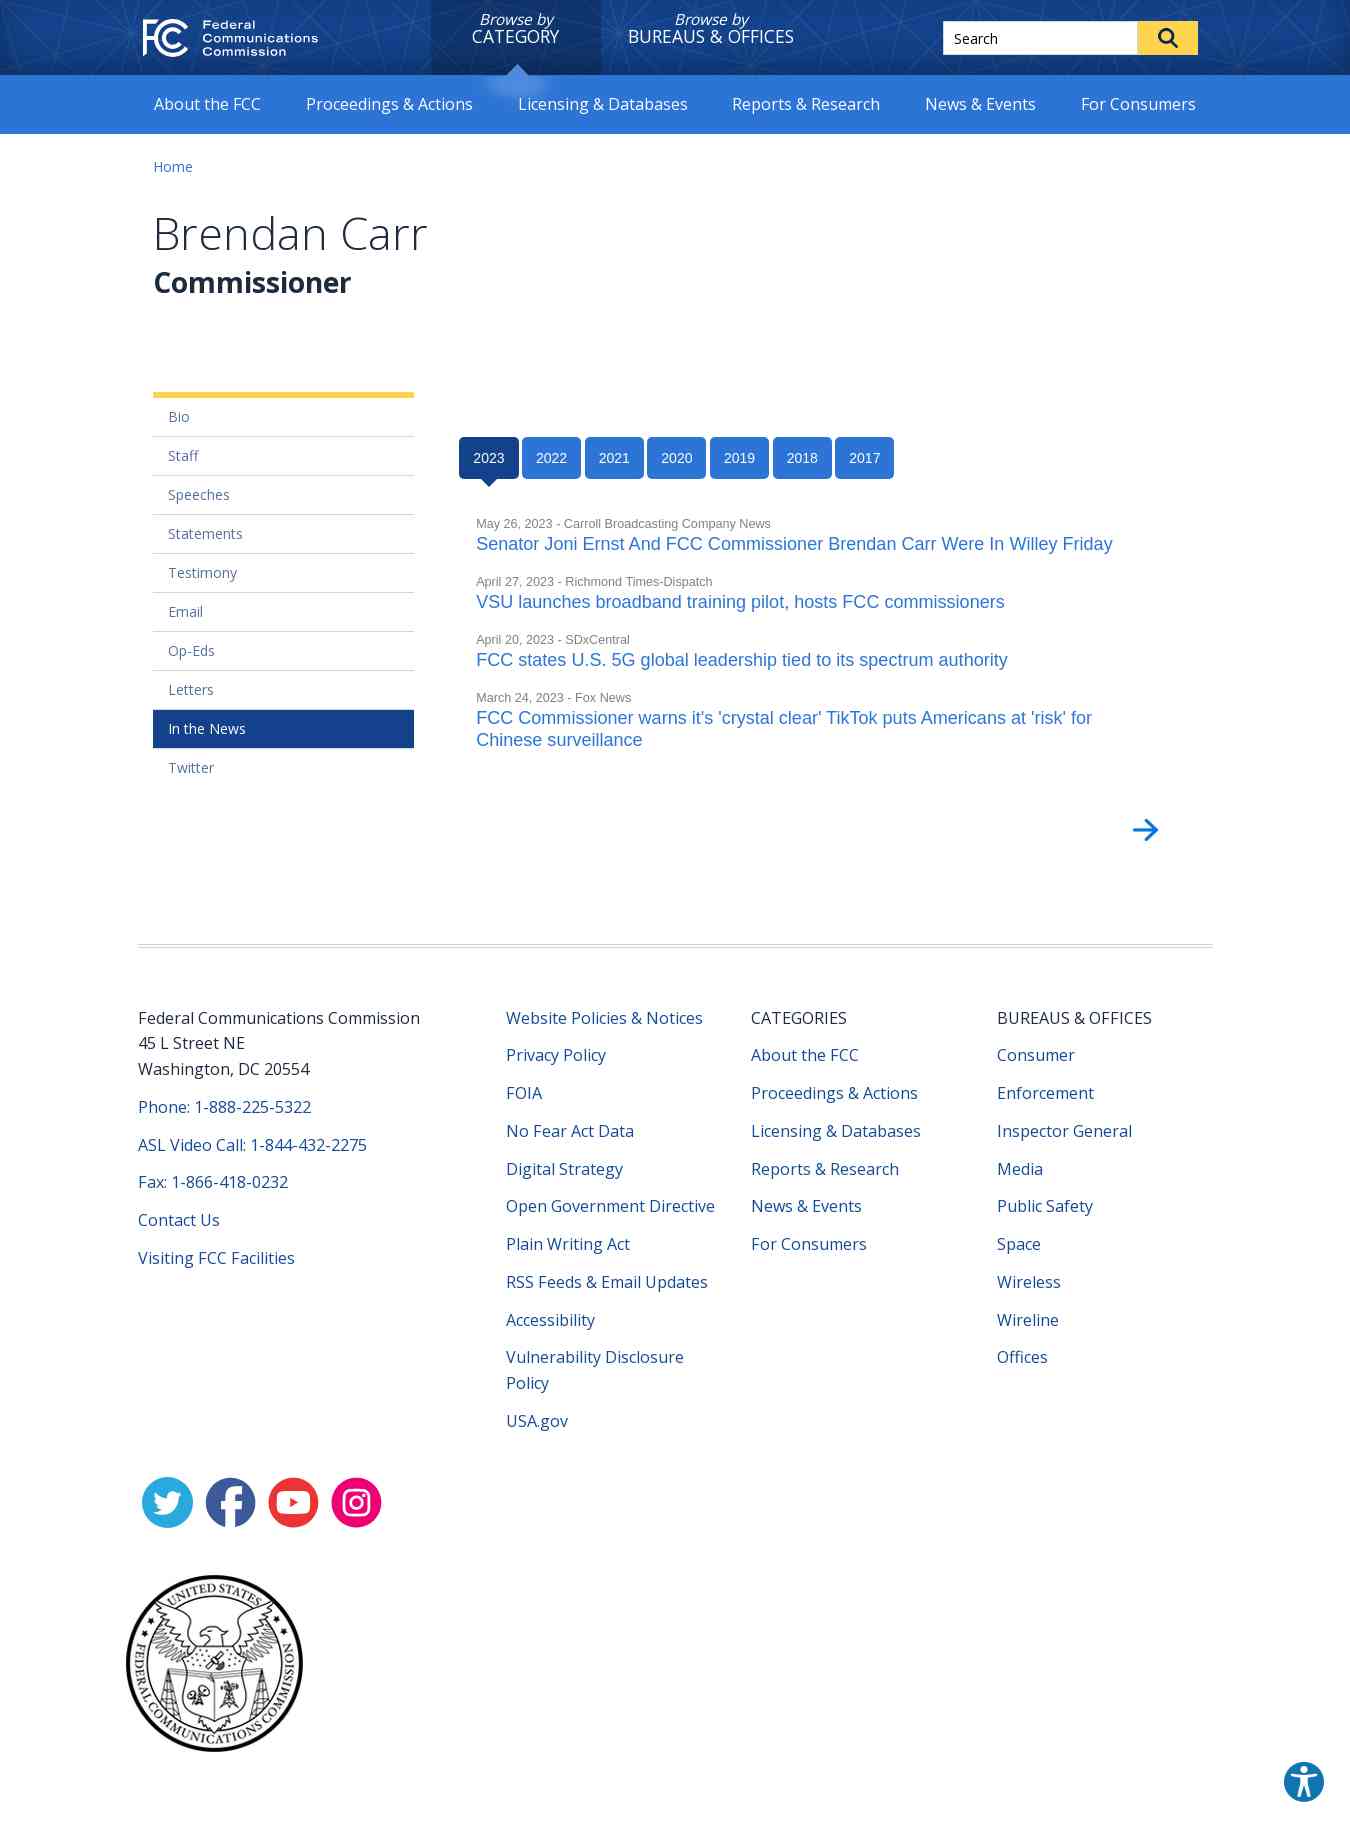 Federal
Communications
Commission
Browse by
CATEGORY
Browse by
BUREAUS & OFFICES
Search
About the FCC
Proceedings & Actions
Licensing & Databases
Reports & Research
News & Events
For Consumers
Home
Brendan Carr
Commissioner
Bio
Staff
Speeches
Statements
Testimony
Email
Op-Eds
Letters
In the News
Twitter
2023
2022
2021
2020
2019
2018
2017
May 26, 2023 - Carroll Broadcasting Company News
Senator Joni Ernst And FCC Commissioner Brendan Carr Were In Willey Friday
April 27, 2023 - Richmond Times-Dispatch
VSU launches broadband training pilot, hosts FCC commissioners
April 20, 2023 - SDxCentral
FCC states U.S. 5G global leadership tied to its spectrum authority
March 24, 2023 - Fox News
FCC Commissioner warns it's 'crystal clear' TikTok puts Americans at 'risk' for
Chinese surveillance
Federal Communications Commission
45 L Street NE
Washington, DC 20554
Phone: 1-888-225-5322
ASL Video Call: 1-844-432-2275
Fax: 1-866-418-0232
Contact Us
Visiting FCC Facilities
Website Policies & Notices
Privacy Policy
FOIA
No Fear Act Data
Digital Strategy
Open Government Directive
Plain Writing Act
RSS Feeds & Email Updates
Accessibility
Vulnerability Disclosure
Policy
USA.gov
CATEGORIES
About the FCC
Proceedings & Actions
Licensing & Databases
Reports & Research
News & Events
For Consumers
BUREAUS & OFFICES
Consumer
Enforcement
Inspector General
Media
Public Safety
Space
Wireless
Wireline
Offices
UNITED STATES
FEDERAL COMMUNICATIONS COMMISSION